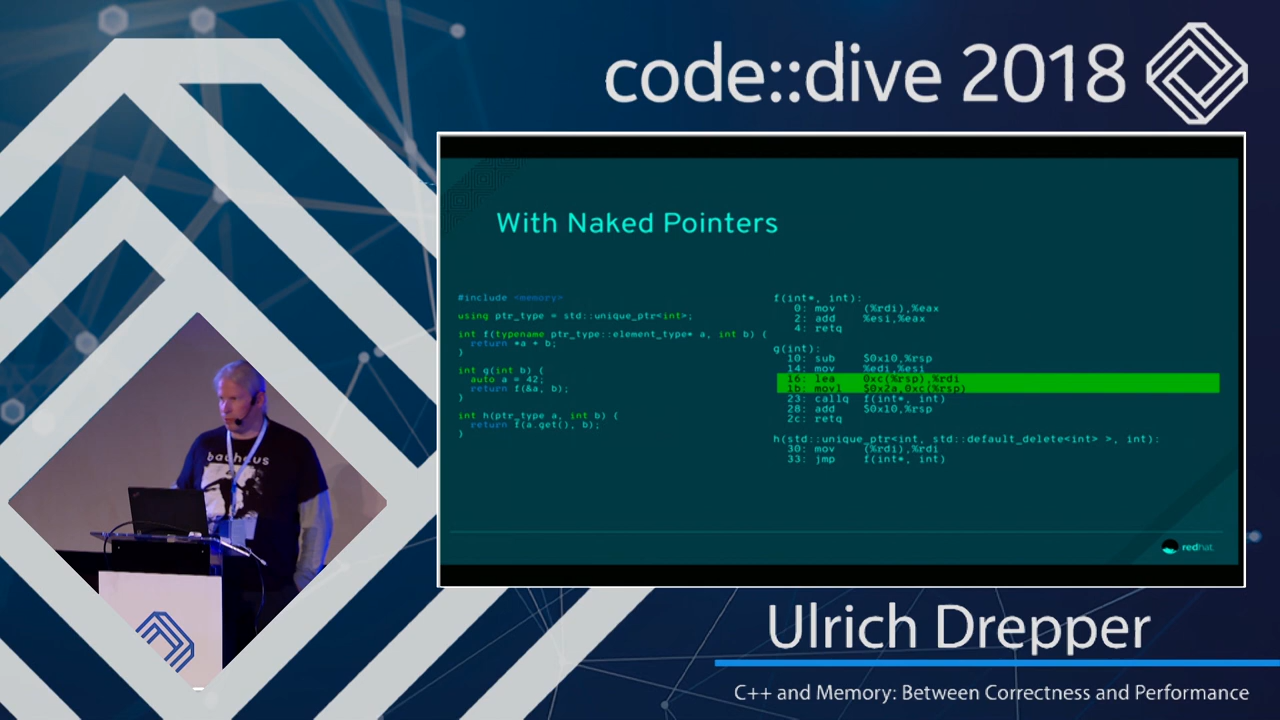 code::dive 2018
With Naked Pointers
#include <memory>
using ptr_type = std::unique_ptr<int>;
int f(typename ptr_type::element_type* a, int b) {
return *a + b;
}
int g(int b) {
auto a = 42;
return f(&a, b);
}
int h(ptr_type a, int b) {
return f(a.get(), b);
}
f(int*, int):
0: mov (%rdi),%eax
2: add %esi,%eax
4: retq
g(int):
10: sub $0x10,%rsp
14: mov %edi,%esi
16: lea 0xc(%rsp),%rdi
1b: movl $0x2a,0xc(%rsp)
23: callq f(int*, int)
28: add $0x10,%rsp
2c: retq
h(std::unique_ptr<int, std::default_delete<int> >, int):
30: mov (%rdi),%rdi
33: jmp f(int*, int)
redhat.
bauhaus
Ulrich Drepper
C++ and Memory: Between Correctness and Performance